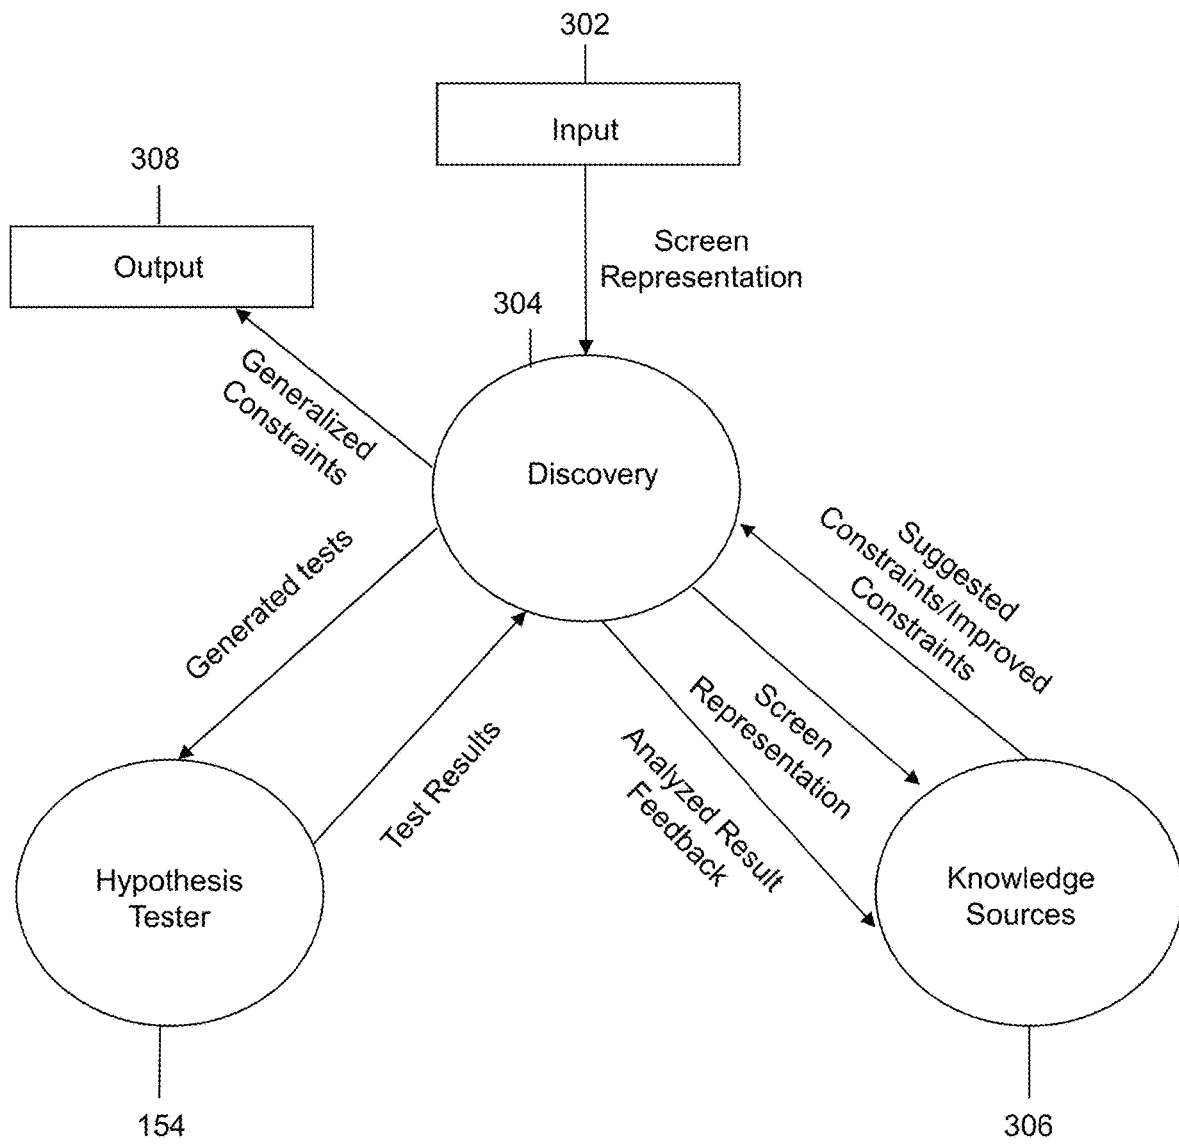 302
Input
308
Output
Screen
Representation
304
Generalized
Constraints
Discovery
Suggested
Constraints/Improved
Constraints
Generated tests
Screen
Representation
Test Results
Analyzed Result
Feedback
Hypothesis
Tester
Knowledge
Sources
154
306